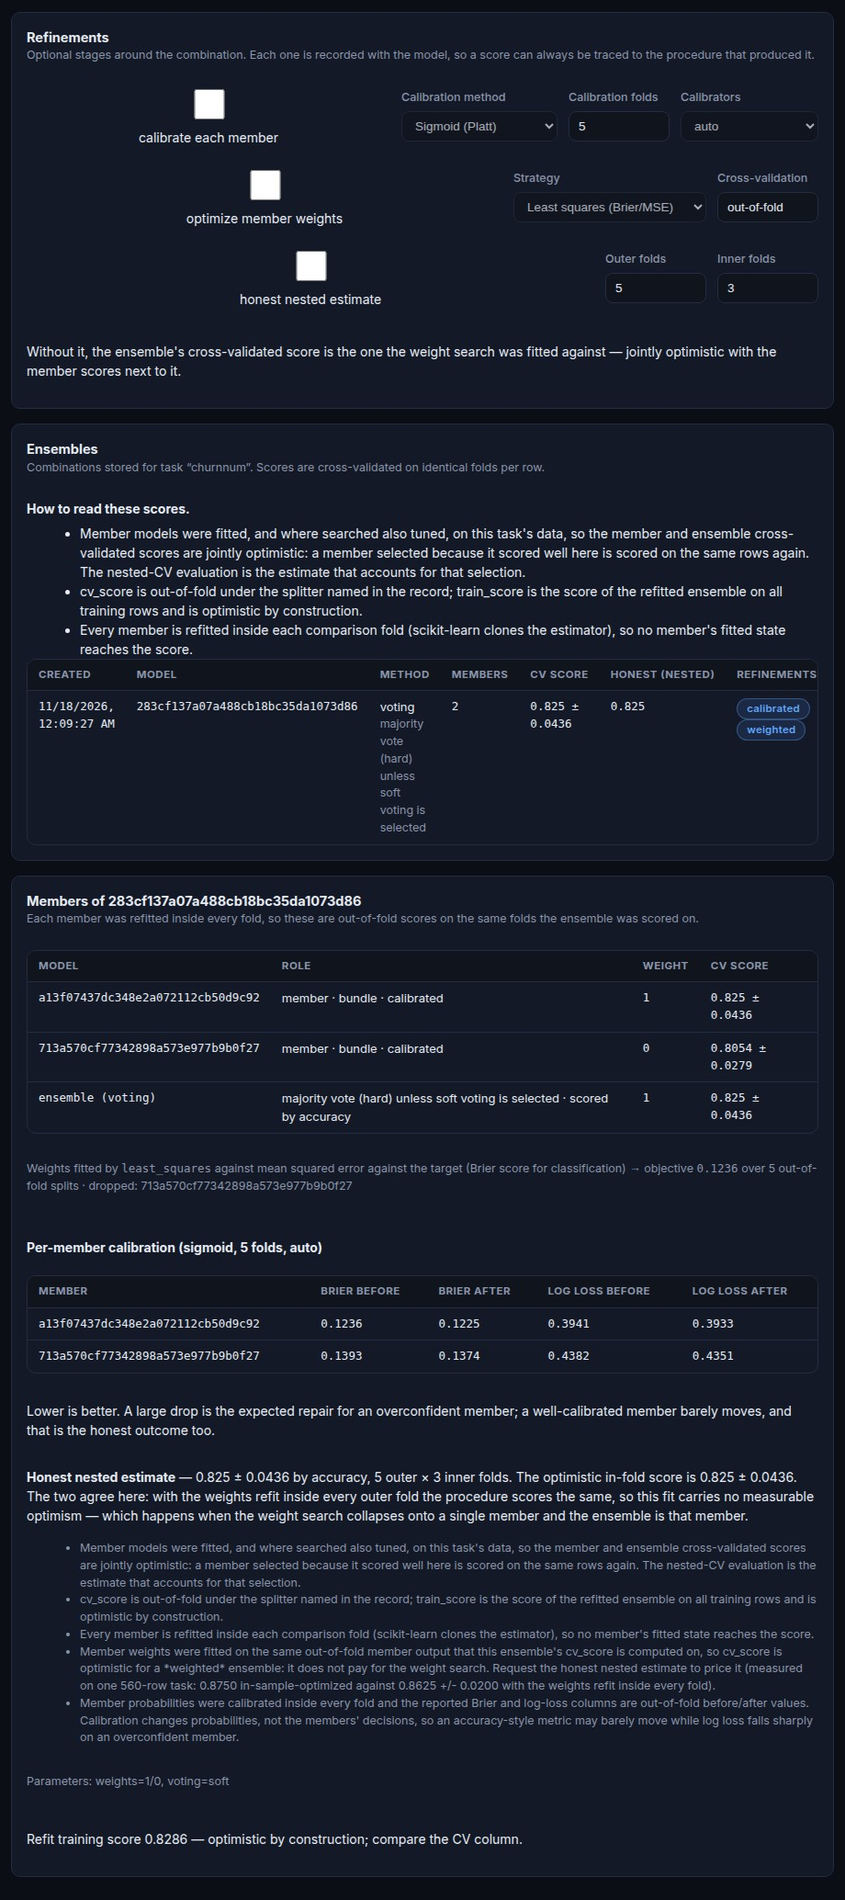 Refinements
Optional stages around the combination. Each one is recorded with the model, so a score can always be traced to the procedure that produced it.
calibrate each member
Calibration method
Calibration folds
Calibrators
Sigmoid (Platt)
5
auto
optimize member weights
Strategy
Cross-validation
Least squares (Brier/MSE)
out-of-fold
honest nested estimate
Outer folds
Inner folds
5
3
Without it, the ensemble's cross-validated score is the one the weight search was fitted against — jointly optimistic with the
member scores next to it.
Ensembles
Combinations stored for task “churnnum”. Scores are cross-validated on identical folds per row.
How to read these scores.
• Member models were fitted, and where searched also tuned, on this task's data, so the member and ensemble cross-
validated scores are jointly optimistic: a member selected because it scored well here is scored on the same rows again.
The nested-CV evaluation is the estimate that accounts for that selection.
• cv_score is out-of-fold under the splitter named in the record; train_score is the score of the refitted ensemble on all
training rows and is optimistic by construction.
• Every member is refitted inside each comparison fold (scikit-learn clones the estimator), so no member's fitted state
reaches the score.
CREATED MODEL METHOD MEMBERS CV SCORE HONEST (NESTED) REFINEMENTS
11/18/2026, 283cf137a07a488cb18bc35da1073d86 voting 2 0.825 ± 0.825 calibrated
12:09:27 AM majority 0.0436 weighted
vote
(hard)
unless
soft
voting is
selected
Members of 283cf137a07a488cb18bc35da1073d86
Each member was refitted inside every fold, so these are out-of-fold scores on the same folds the ensemble was scored on.
MODEL ROLE WEIGHT CV SCORE
a13f07437dc348e2a072112cb50d9c92 member · bundle · calibrated 1 0.825 ±
0.0436
713a570cf77342898a573e977b9b0f27 member · bundle · calibrated 0 0.8054 ±
0.0279
ensemble (voting) majority vote (hard) unless soft voting is selected · scored 1 0.825 ±
by accuracy 0.0436
Weights fitted by least_squares against mean squared error against the target (Brier score for classification) → objective 0.1236 over 5 out-of-
fold splits · dropped: 713a570cf77342898a573e977b9b0f27
Per-member calibration (sigmoid, 5 folds, auto)
MEMBER BRIER BEFORE BRIER AFTER LOG LOSS BEFORE LOG LOSS AFTER
a13f07437dc348e2a072112cb50d9c92 0.1236 0.1225 0.3941 0.3933
713a570cf77342898a573e977b9b0f27 0.1393 0.1374 0.4382 0.4351
Lower is better. A large drop is the expected repair for an overconfident member; a well-calibrated member barely moves, and
that is the honest outcome too.
Honest nested estimate — 0.825 ± 0.0436 by accuracy, 5 outer × 3 inner folds. The optimistic in-fold score is 0.825 ± 0.0436.
The two agree here: with the weights refit inside every outer fold the procedure scores the same, so this fit carries no measurable
optimism — which happens when the weight search collapses onto a single member and the ensemble is that member.
• Member models were fitted, and where searched also tuned, on this task's data, so the member and ensemble cross-validated scores
are jointly optimistic: a member selected because it scored well here is scored on the same rows again. The nested-CV evaluation is the
estimate that accounts for that selection.
• cv_score is out-of-fold under the splitter named in the record; train_score is the score of the refitted ensemble on all training rows and is
optimistic by construction.
• Every member is refitted inside each comparison fold (scikit-learn clones the estimator), so no member's fitted state reaches the score.
• Member weights were fitted on the same out-of-fold member output that this ensemble's cv_score is computed on, so cv_score is
optimistic for a *weighted* ensemble: it does not pay for the weight search. Request the honest nested estimate to price it (measured
on one 560-row task: 0.8750 in-sample-optimized against 0.8625 +/- 0.0200 with the weights refit inside every fold).
• Member probabilities were calibrated inside every fold and the reported Brier and log-loss columns are out-of-fold before/after values.
Calibration changes probabilities, not the members' decisions, so an accuracy-style metric may barely move while log loss falls sharply
on an overconfident member.
Parameters: weights=1/0, voting=soft
Refit training score 0.8286 — optimistic by construction; compare the CV column.